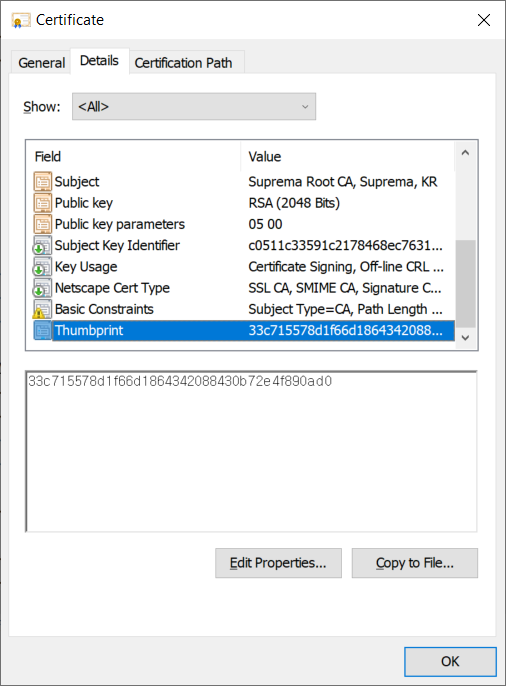 Certificate
General Details Certification Path
Show: <All>
Field Value
Subject Suprema Root CA, Suprema, KR
Public key RSA (2048 Bits)
Public key parameters 05 00
Subject Key Identifier c0511c33591c2178468ec7631...
Key Usage Certificate Signing, Off-line CRL ...
Netscape Cert Type SSL CA, SMIME CA, Signature C...
Basic Constraints Subject Type=CA, Path Length ...
Thumbprint 33c715578d1f66d1864342088...
33c715578d1f66d1864342088430b72e4f890ad0
Edit Properties... Copy to File...
OK